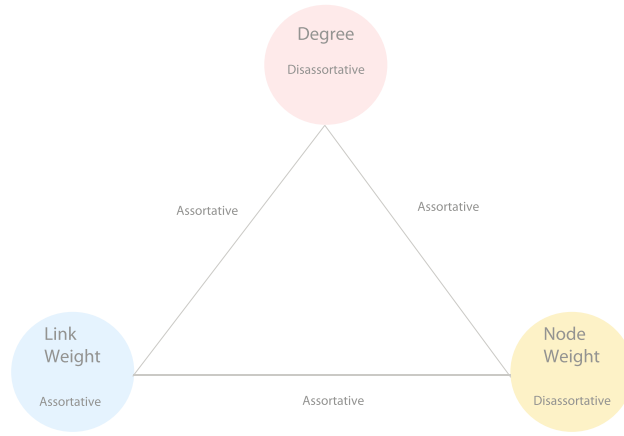 Degree
Disassortative
Assortative
Assortative
Link
Weight
Assortative
Node
Weight
Disassortative
Assortative